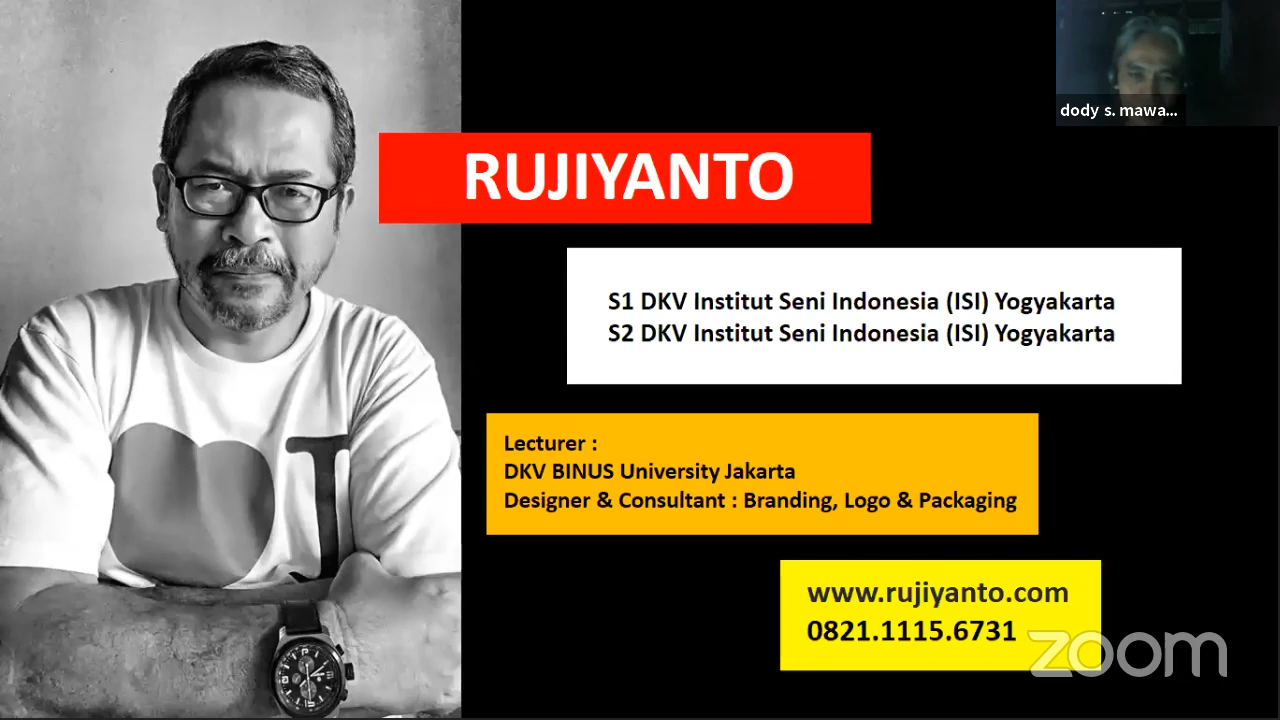 dody s. mawa...
RUJIYANTO
S1 DKV Institut Seni Indonesia (ISI) Yogyakarta
S2 DKV Institut Seni Indonesia (ISI) Yogyakarta
Lecturer :
DKV BINUS University Jakarta
Designer & Consultant : Branding, Logo & Packaging
www.rujiyanto.com
0821.1115.6731
zoom